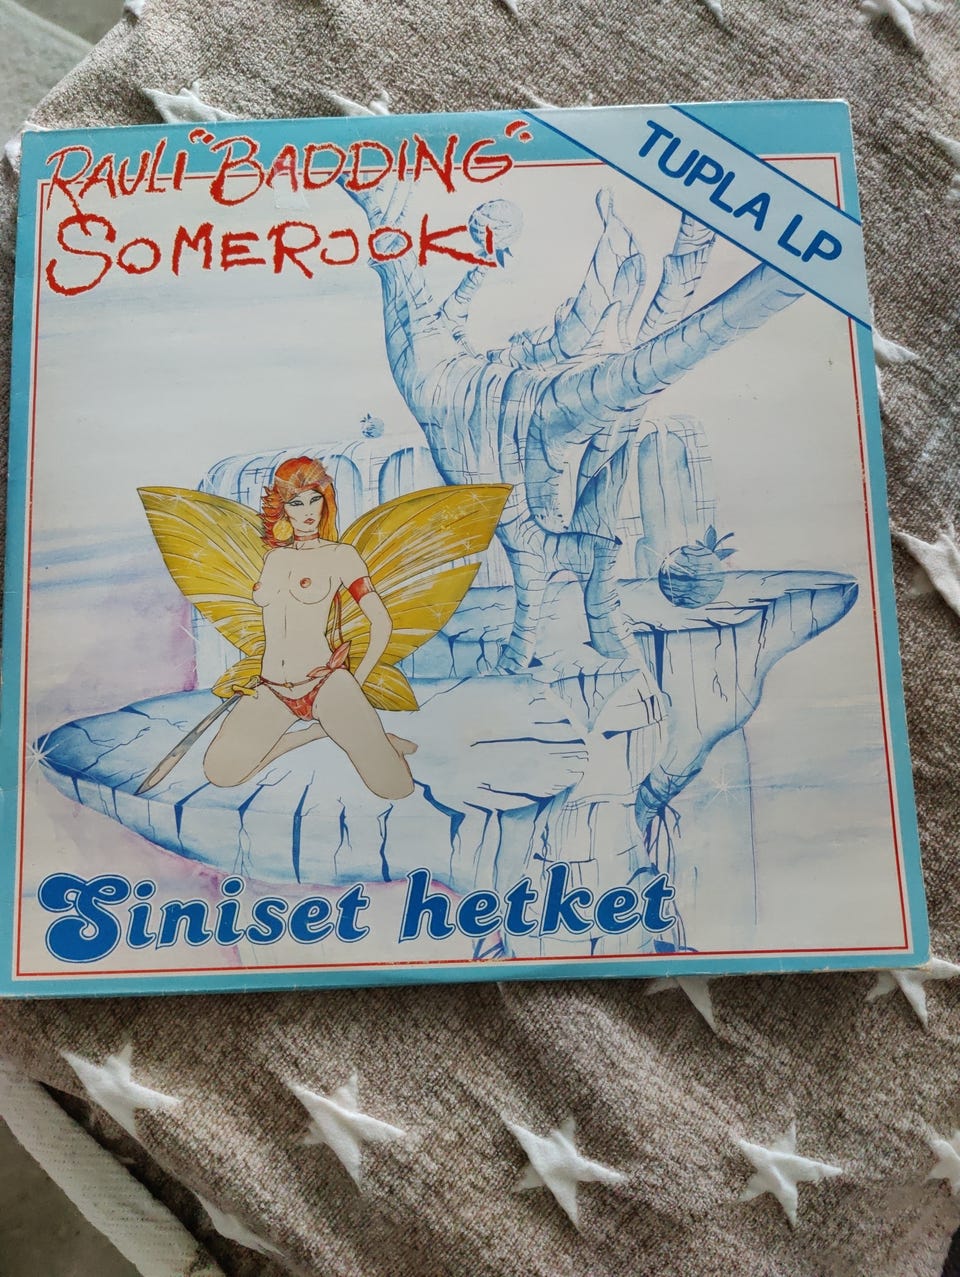 RAULI "BADDING"
SOMERJOKI
TUPLA LP
Siniset hetket